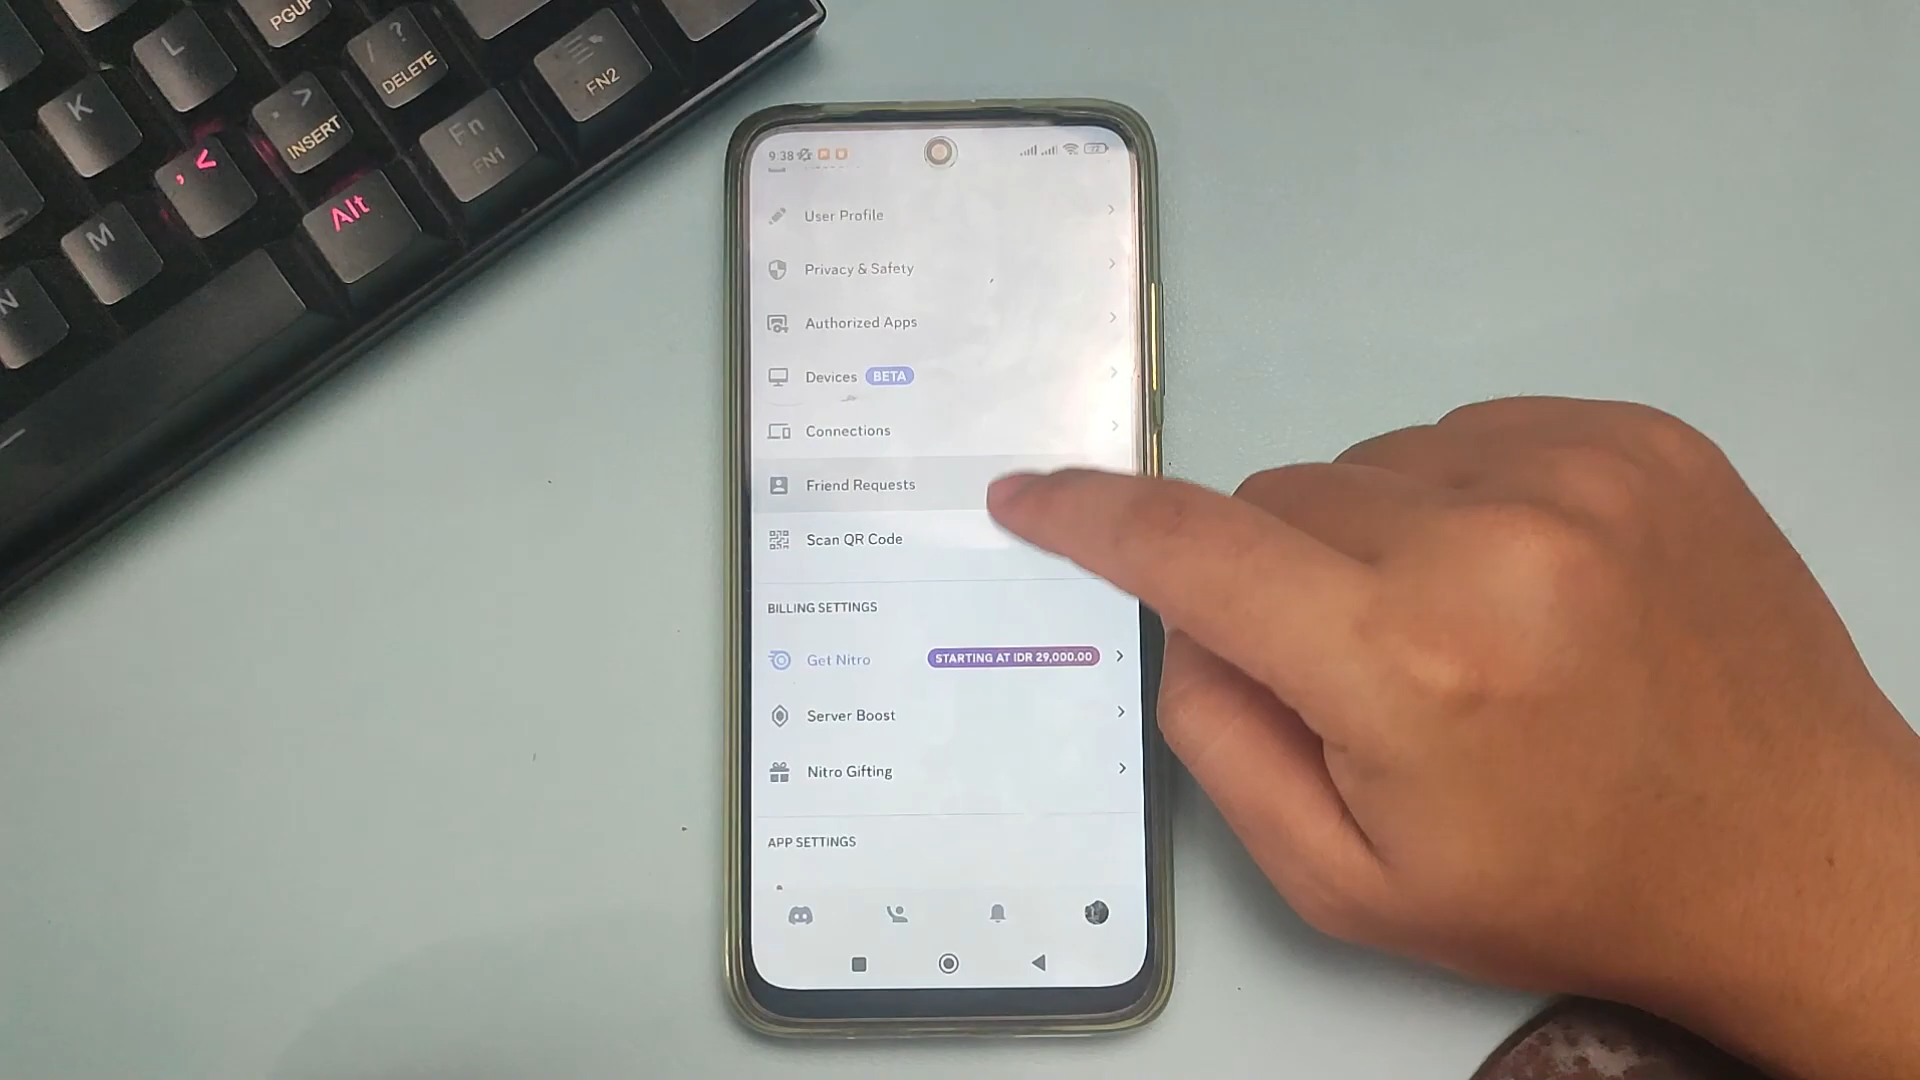 PGUP
L
? /
DELETE
FN2
K
>
INSERT
Fn
FN1
, <
Alt
M
N
9:38
72
User Profile
Privacy & Safety
Authorized Apps
Devices BETA
Connections
Friend Requests
Scan QR Code
BILLING SETTINGS
Get Nitro STARTING AT IDR 29,000.00
Server Boost
Nitro Gifting
APP SETTINGS